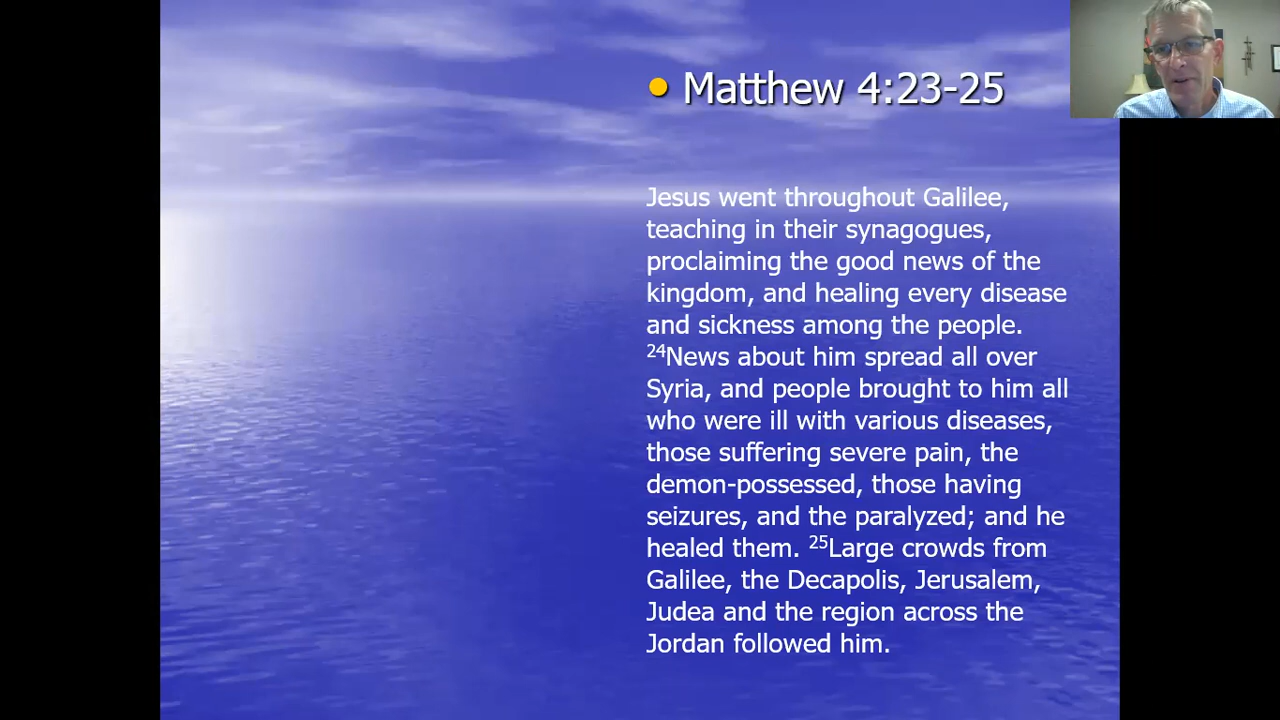 • Matthew 4:23-25
Jesus went throughout Galilee,
teaching in their synagogues,
proclaiming the good news of the
kingdom, and healing every disease
and sickness among the people.
²⁴News about him spread all over
Syria, and people brought to him all
who were ill with various diseases,
those suffering severe pain, the
demon-possessed, those having
seizures, and the paralyzed; and he
healed them. ²⁵Large crowds from
Galilee, the Decapolis, Jerusalem,
Judea and the region across the
Jordan followed him.